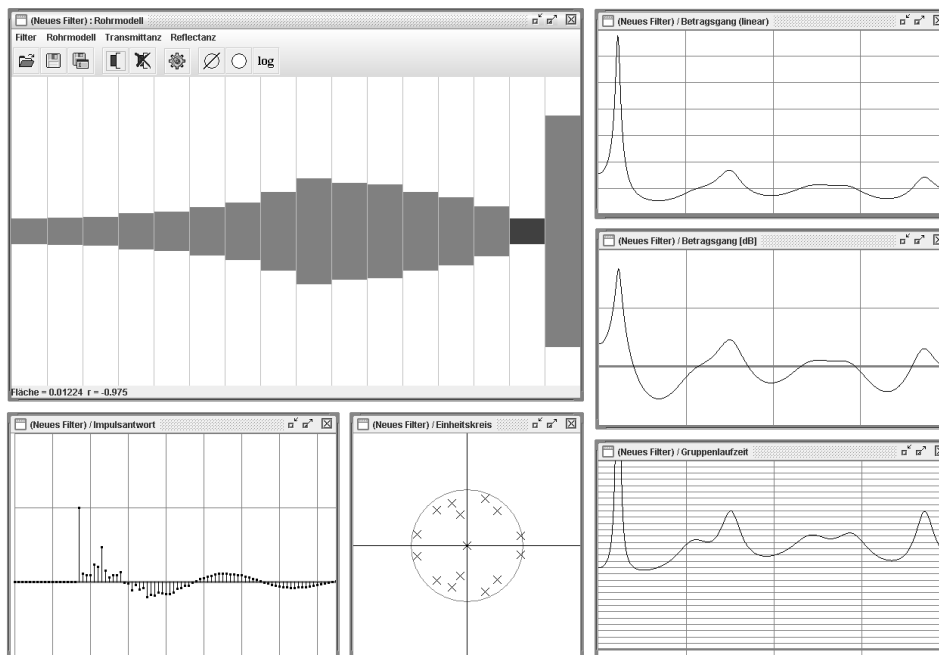 (Neues Filter) : Rohrmodell
Filter Rohrmodell Transmittanz Reflectanz
log
Fläche = 0.01224 r = -0.975
(Neues Filter) / Betragsgang (linear)
(Neues Filter) / Betragsgang [dB]
(Neues Filter) / Impulsantwort
(Neues Filter) / Einheitskreis
(Neues Filter) / Gruppenlaufzeit